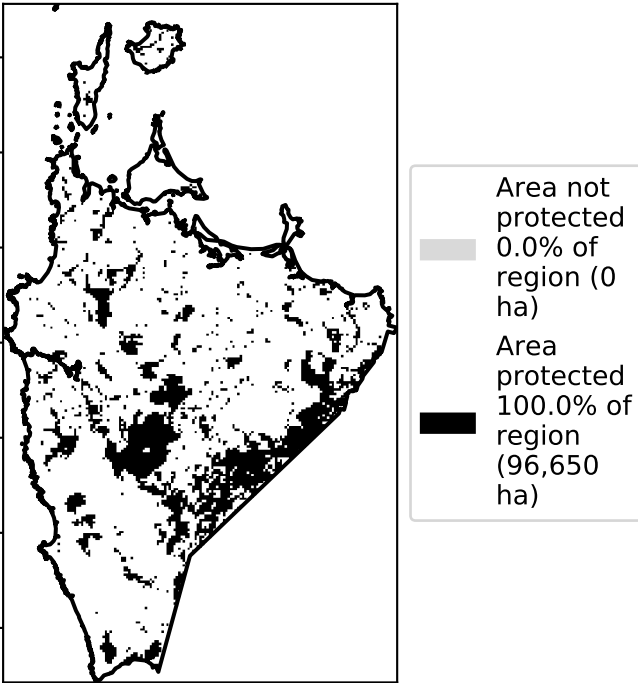 Area not
protected
0.0% of
region (0
ha)
Area
protected
100.0% of
region
(96,650
ha)